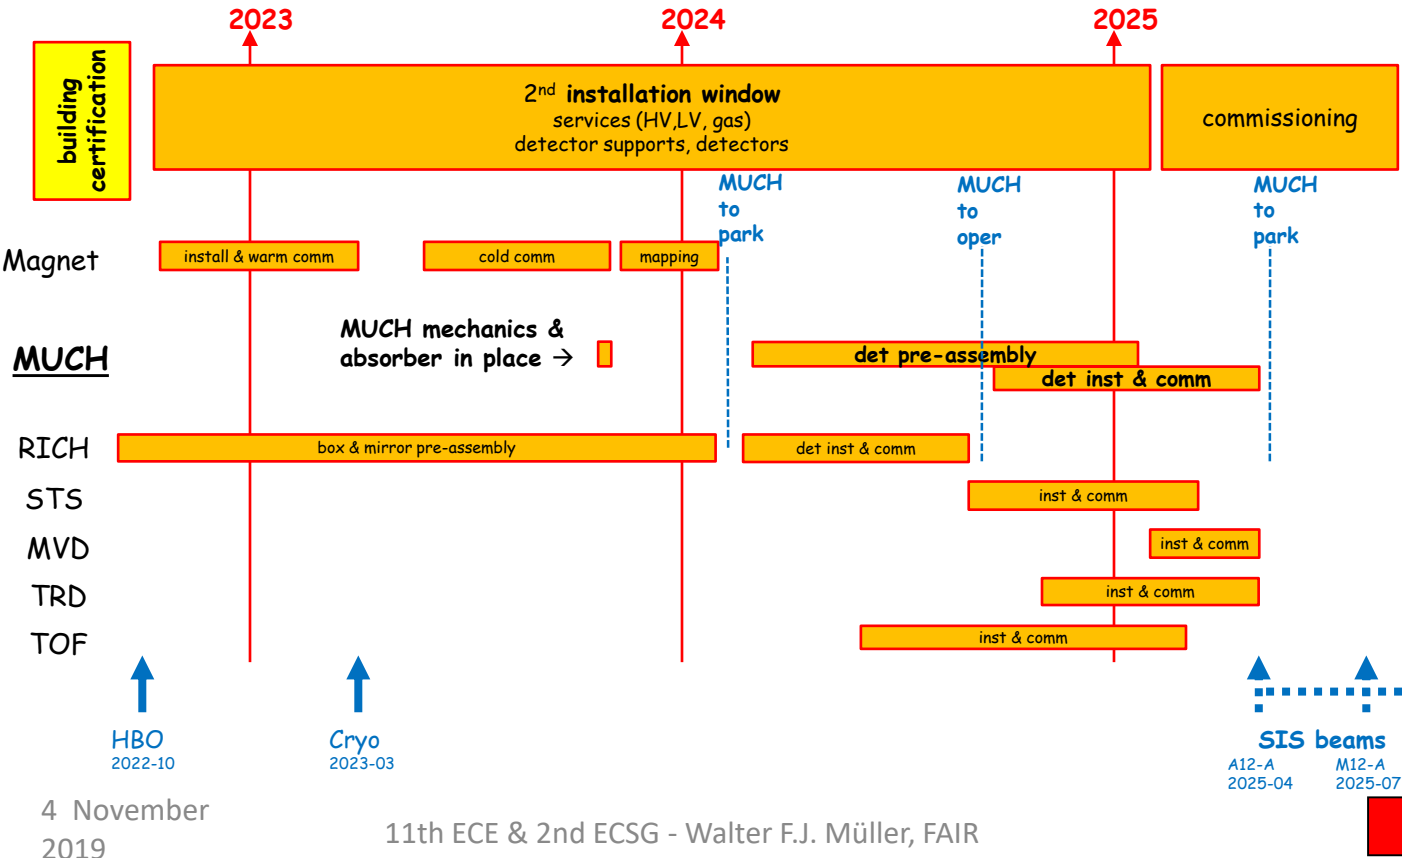 2023
2024
2025
building
certification
2nd installation window
services (HV,LV, gas)
detector supports, detectors
commissioning
MUCH
to
park
MUCH
to
oper
MUCH
to
park
Magnet
install & warm comm
cold comm
mapping
MUCH mechanics &
absorber in place →
MUCH
det pre-assembly
det inst & comm
RICH
box & mirror pre-assembly
det inst & comm
STS
inst & comm
MVD
inst & comm
TRD
inst & comm
TOF
inst & comm
HBO
2022-10
Cryo
2023-03
SIS beams
A12-A
2025-04
M12-A
2025-07
4 November
2019
11th ECE & 2nd ECSG - Walter F.J. Müller, FAIR